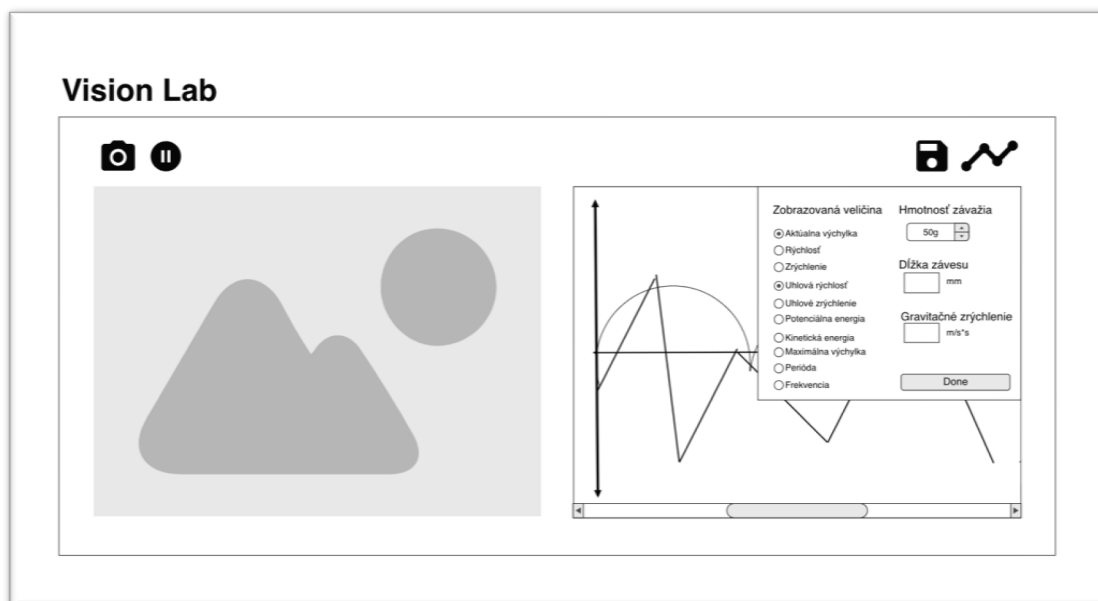 Vision Lab
Zobrazovaná veličina
Aktúalna výchylka
Rýchlosť
Zrýchlenie
Uhlová rýchlosť
Uhlové zrýchlenie
Potenciálna energia
Kinetická energia
Maximálna výchylka
Perióda
Frekvencia
Hmotnosť závažia
50g
Dĺžka závesu
mm
Gravitačné zrýchlenie
m/s*s
Done